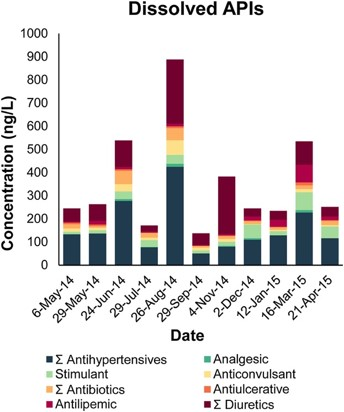 Dissolved APIs
1000
900
800
700
600
500
400
300
200
100
0
Concentration (ng/L)
6-May-14
29-May-14
24-Jun-14
29-Jul-14
26-Aug-14
29-Sep-14
4-Nov-14
2-Dec-14
12-Jan-15
16-Mar-15
21-Apr-15
Date
Σ Antihypertensives Analgesic
Stimulant Anticonvulsant
Σ Antibiotics Antiulcerative
Antilipemic Σ Diuretics